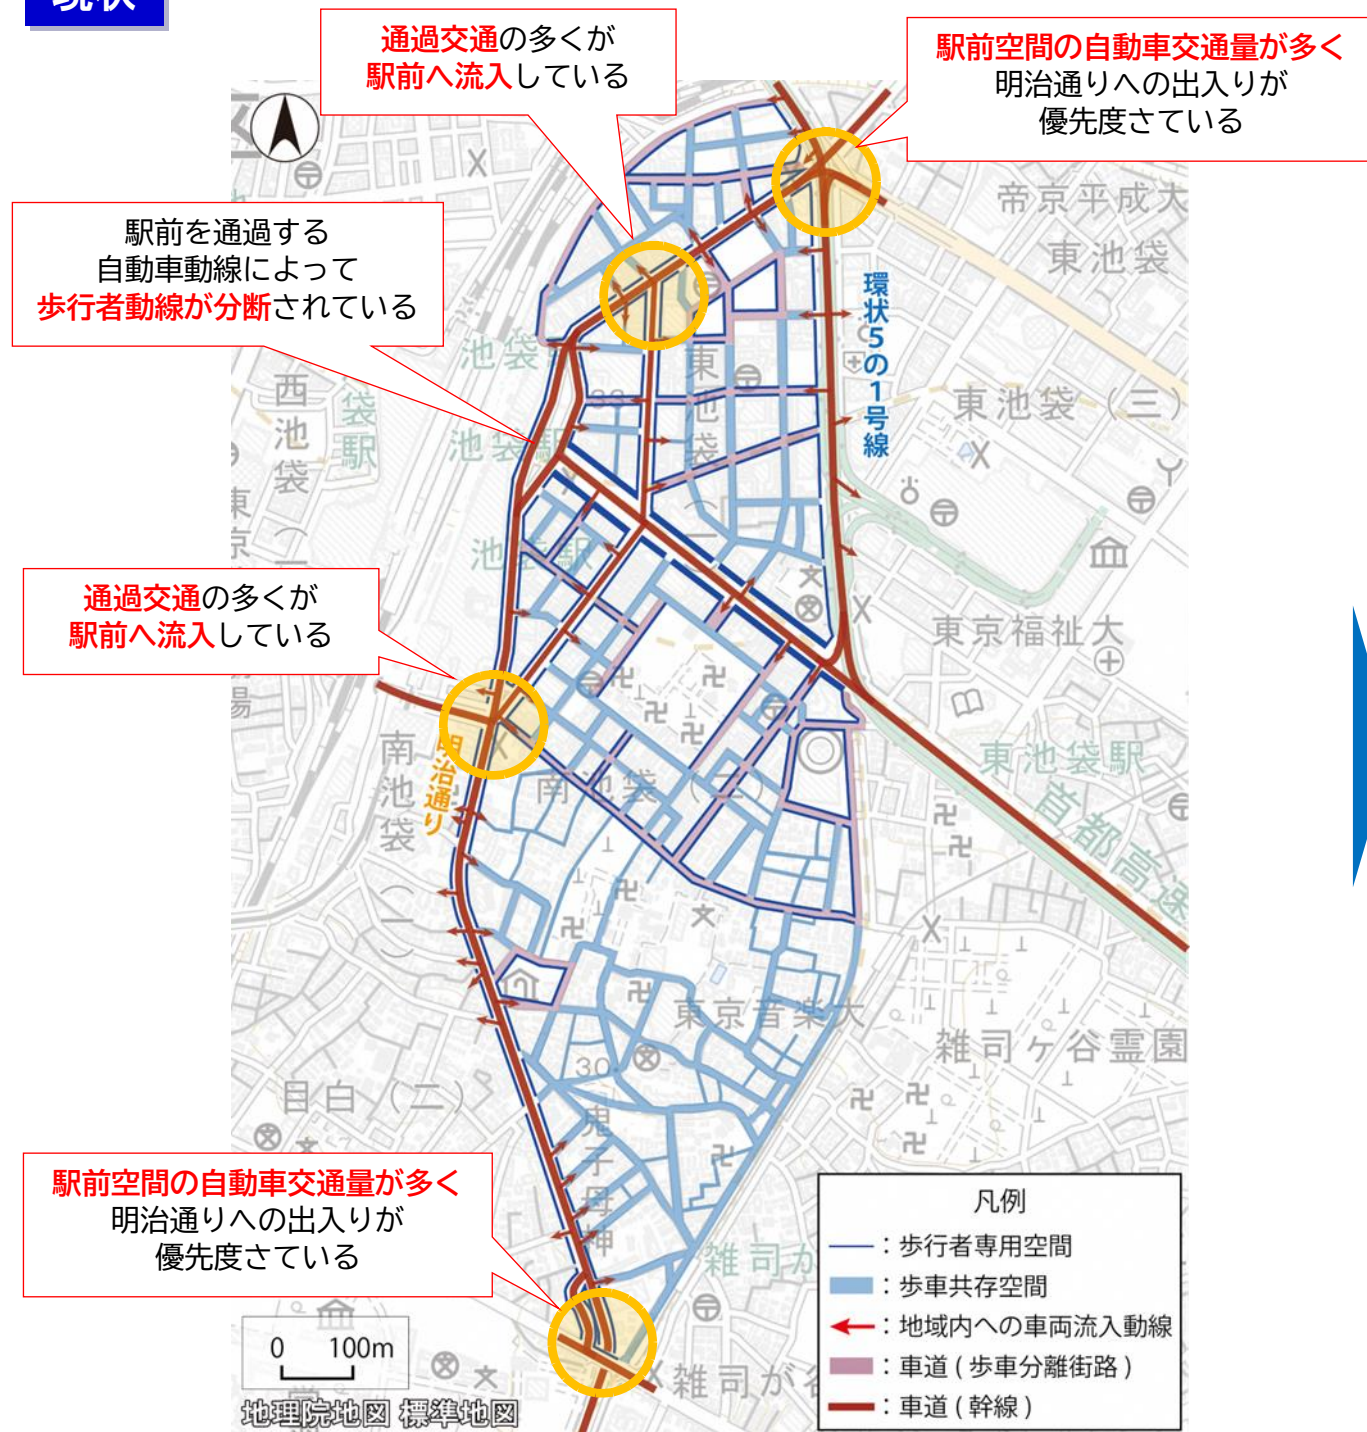 現状
通過交通の多くが
駅前へ流入している
駅前空間の自動車交通量が多く
明治通りへの出入りが
優先度さている
駅前を通過する
自動車動線によって
歩行者動線が分断されている
帝京平成大
東池袋
環状5の1号線
池袋
西池袋
袋駅
東池袋
東池袋(三)
池袋駅
東京
池袋駅
通過交通の多くが
駅前へ流入している
東京福祉大
南池袋(一)
明治通り
南池袋(二)
東池袋駅
首都高速
東京音楽大
雑司ヶ谷霊園
30
目白(二)
鬼子母神
駅前空間の自動車交通量が多く
明治通りへの出入りが
優先度さている
雑司が
雑司が谷
凡例
:歩行者専用空間
:歩車共存空間
:地域内への車両流入動線
:車道(歩車分離街路)
:車道(幹線)
0 100m
地理院地図 標準地図